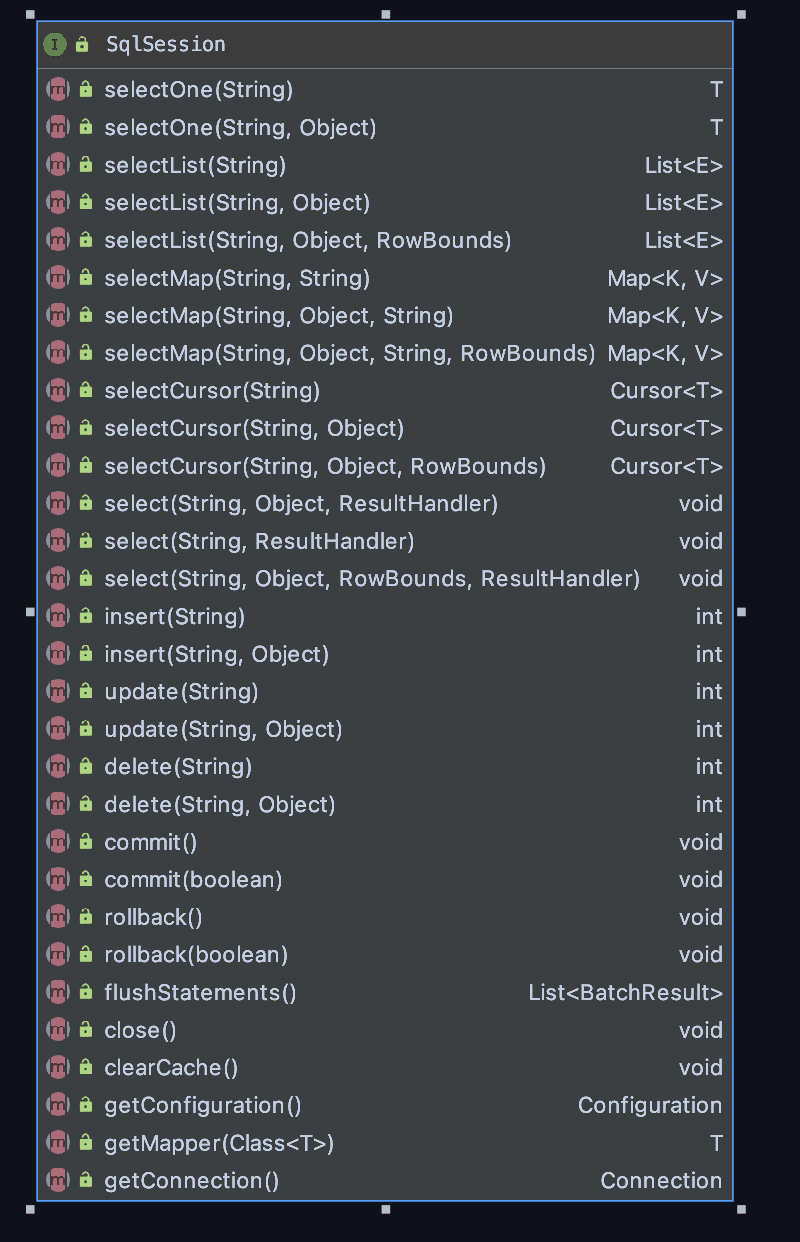 I SqlSession
m selectOne(String) T
m selectOne(String, Object) T
m selectList(String) List<E>
m selectList(String, Object) List<E>
m selectList(String, Object, RowBounds) List<E>
m selectMap(String, String) Map<K, V>
m selectMap(String, Object, String) Map<K, V>
m selectMap(String, Object, String, RowBounds) Map<K, V>
m selectCursor(String) Cursor<T>
m selectCursor(String, Object) Cursor<T>
m selectCursor(String, Object, RowBounds) Cursor<T>
m select(String, Object, ResultHandler) void
m select(String, ResultHandler) void
m select(String, Object, RowBounds, ResultHandler) void
m insert(String) int
m insert(String, Object) int
m update(String) int
m update(String, Object) int
m delete(String) int
m delete(String, Object) int
m commit() void
m commit(boolean) void
m rollback() void
m rollback(boolean) void
m flushStatements() List<BatchResult>
m close() void
m clearCache() void
m getConfiguration() Configuration
m getMapper(Class<T>) T
m getConnection() Connection